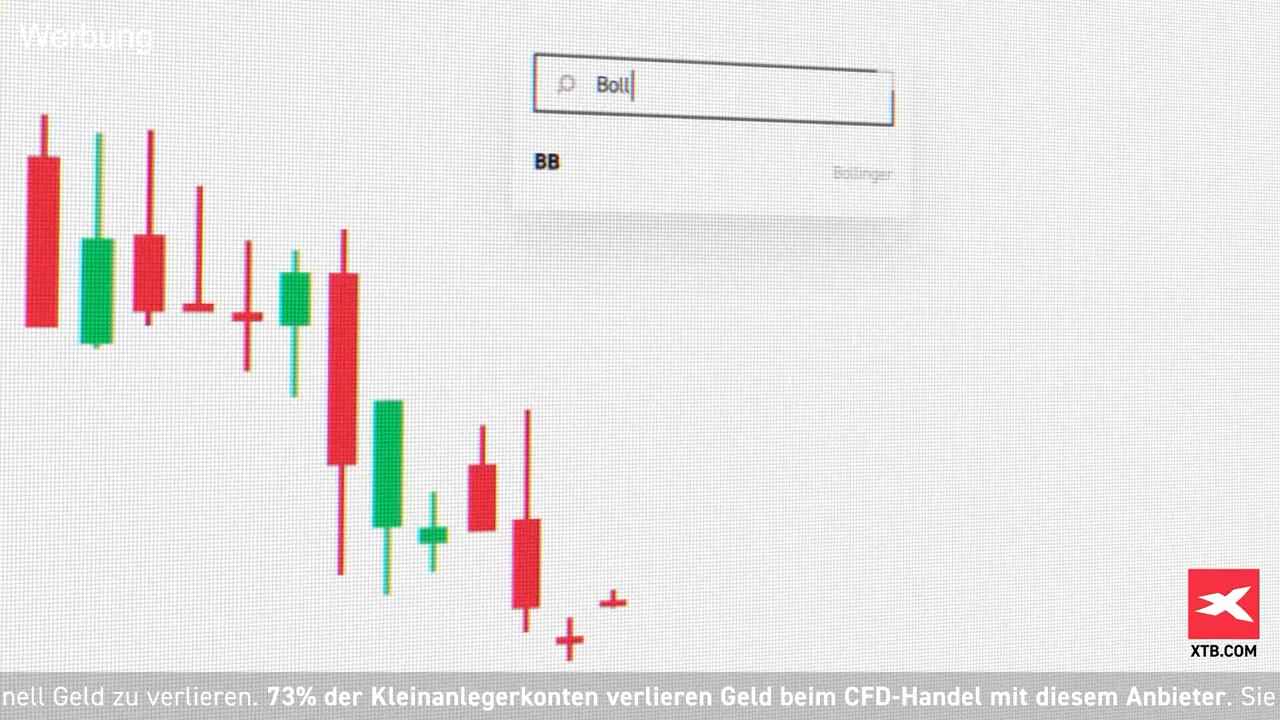 Werbung
Boll
BB
Bollinger
XTB.COM
nell Geld zu verlieren. 73% der Kleinanlegerkonten verlieren Geld beim CFD-Handel mit diesem Anbieter. Sie